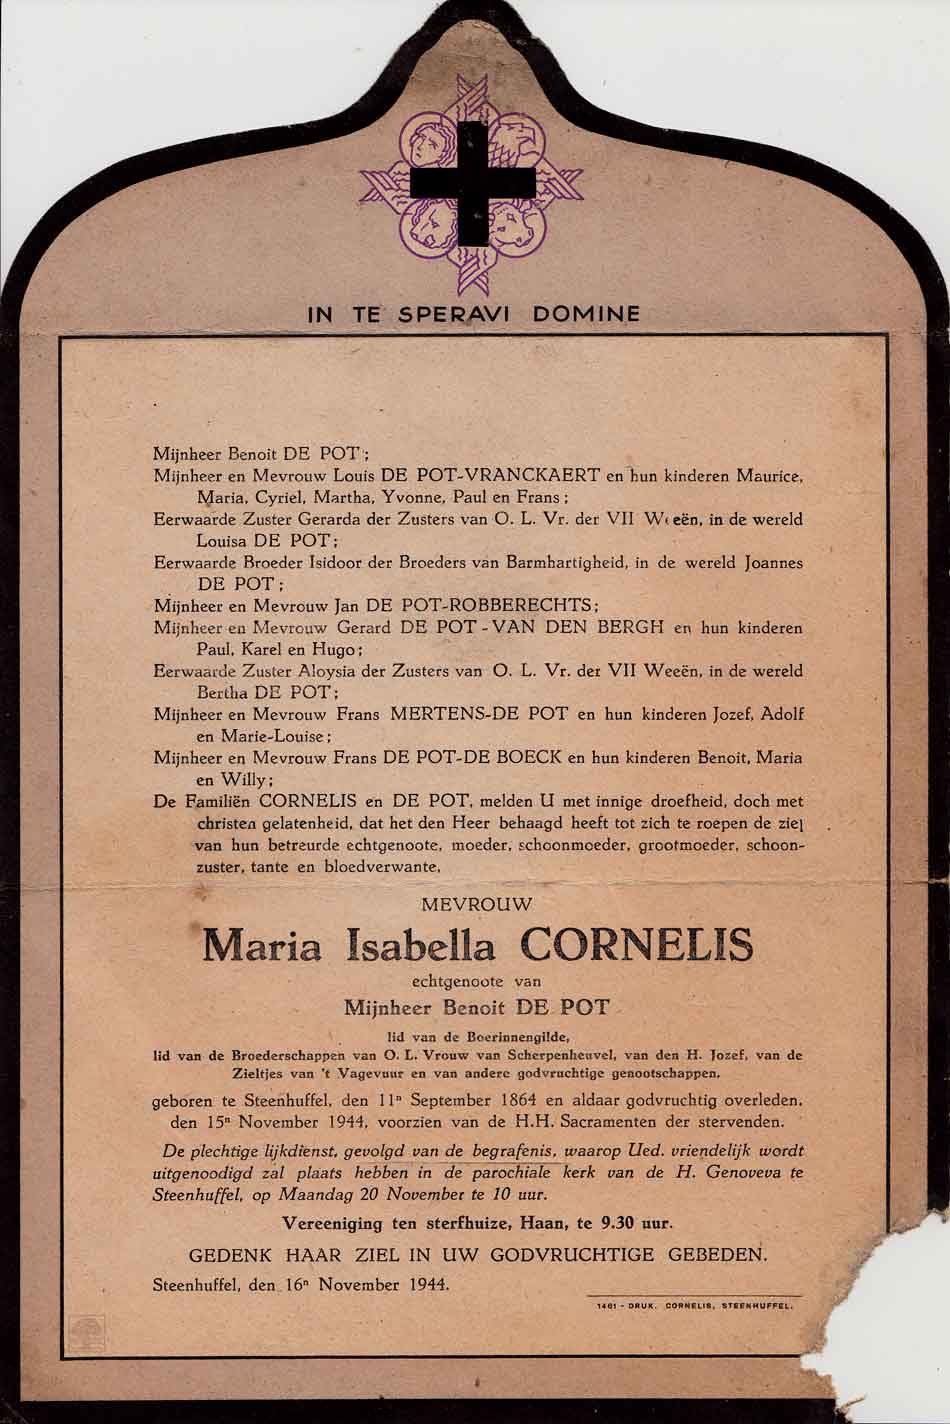 IN TE SPERAVI DOMINE
Mijnheer Benoit DE POT ;
Mijnheer en Mevrouw Louis DE POT-VRANCKAERT en hun kinderen Maurice,
Maria, Cyriel, Martha, Yvonne, Paul en Frans ;
Eerwaarde Zuster Gerarda der Zusters van O. L. Vr. der VII Weeën, in de wereld
Louisa DE POT ;
Eerwaarde Broeder Isidoor der Broeders van Barmhartigheid, in de wereld Joannes
DE POT ;
Mijnheer en Mevrouw Jan DE POT-ROBBERECHTS ;
Mijnheer en Mevrouw Gerard DE POT - VAN DEN BERGH en hun kinderen
Paul, Karel en Hugo ;
Eerwaarde Zuster Aloysia der Zusters van O. L. Vr. der VII Weeën, in de wereld
Bertha DE POT ;
Mijnheer en Mevrouw Frans MERTENS-DE POT en hun kinderen Jozef, Adolf
en Marie-Louise ;
Mijnheer en Mevrouw Frans DE POT-DE BOECK en hun kinderen Benoit, Maria
en Willy ;
De Familiën CORNELIS en DE POT, melden U met innige droefheid, doch met
christen gelatenheid, dat het den Heer behaagd heeft tot zich te roepen de ziel
van hun betreurde echtgenoote, moeder, schoonmoeder, grootmoeder, schoon-
zuster, tante en bloedverwante,
MEVROUW
Maria Isabella CORNELIS
echtgenoote van
Mijnheer Benoit DE POT
lid van de Boerinnengilde,
lid van de Broederschappen van O. L. Vrouw van Scherpenheuvel, van den H. Jozef, van de
Zieltjes van 't Vagevuur en van andere godvruchtige genootschappen,
geboren te Steenhuffel, den 11n September 1864 en aldaar godvruchtig overleden,
den 15n November 1944, voorzien van de H.H. Sacramenten der stervenden.
De plechtige lijkdienst, gevolgd van de begrafenis, waarop Ued. vriendelijk wordt
uitgenoodigd zal plaats hebben in de parochiale kerk van de H. Genoveva te
Steenhuffel, op Maandag 20 November te 10 uur.
Vereeniging ten sterfhuize, Haan, te 9.30 uur.
GEDENK HAAR ZIEL IN UW GODVRUCHTIGE GEBEDEN.
Steenhuffel, den 16n November 1944.
1461 - DRUK. CORNELIS, STEENHUFFEL.